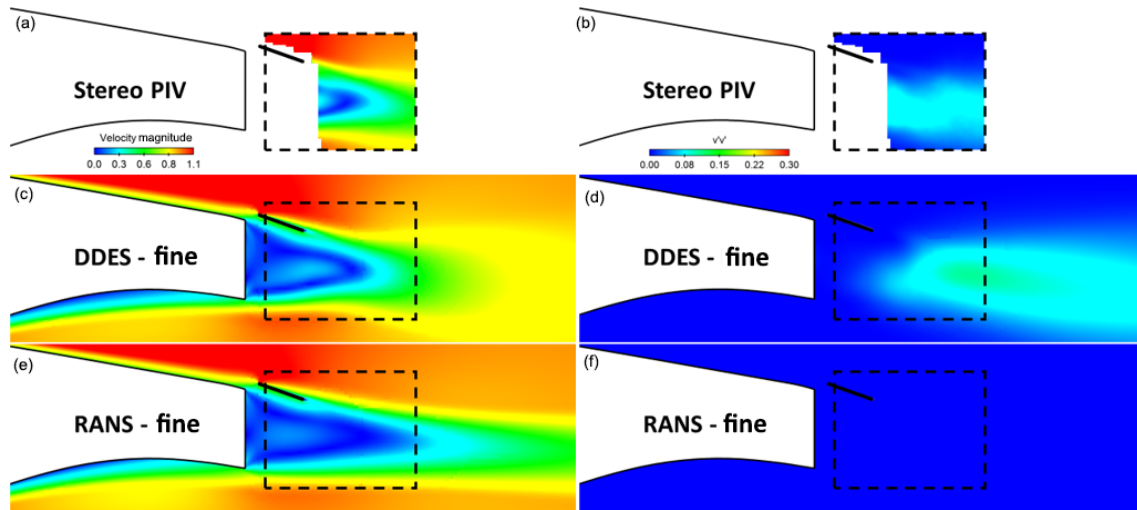 (a)
Stereo PIV
Velocity magnitude
0.0 0.3 0.6 0.8 1.1
(b)
Stereo PIV
v'v'
0.00 0.08 0.15 0.22 0.30
(c)
DDES - fine
(d)
DDES - fine
(e)
RANS - fine
(f)
RANS - fine